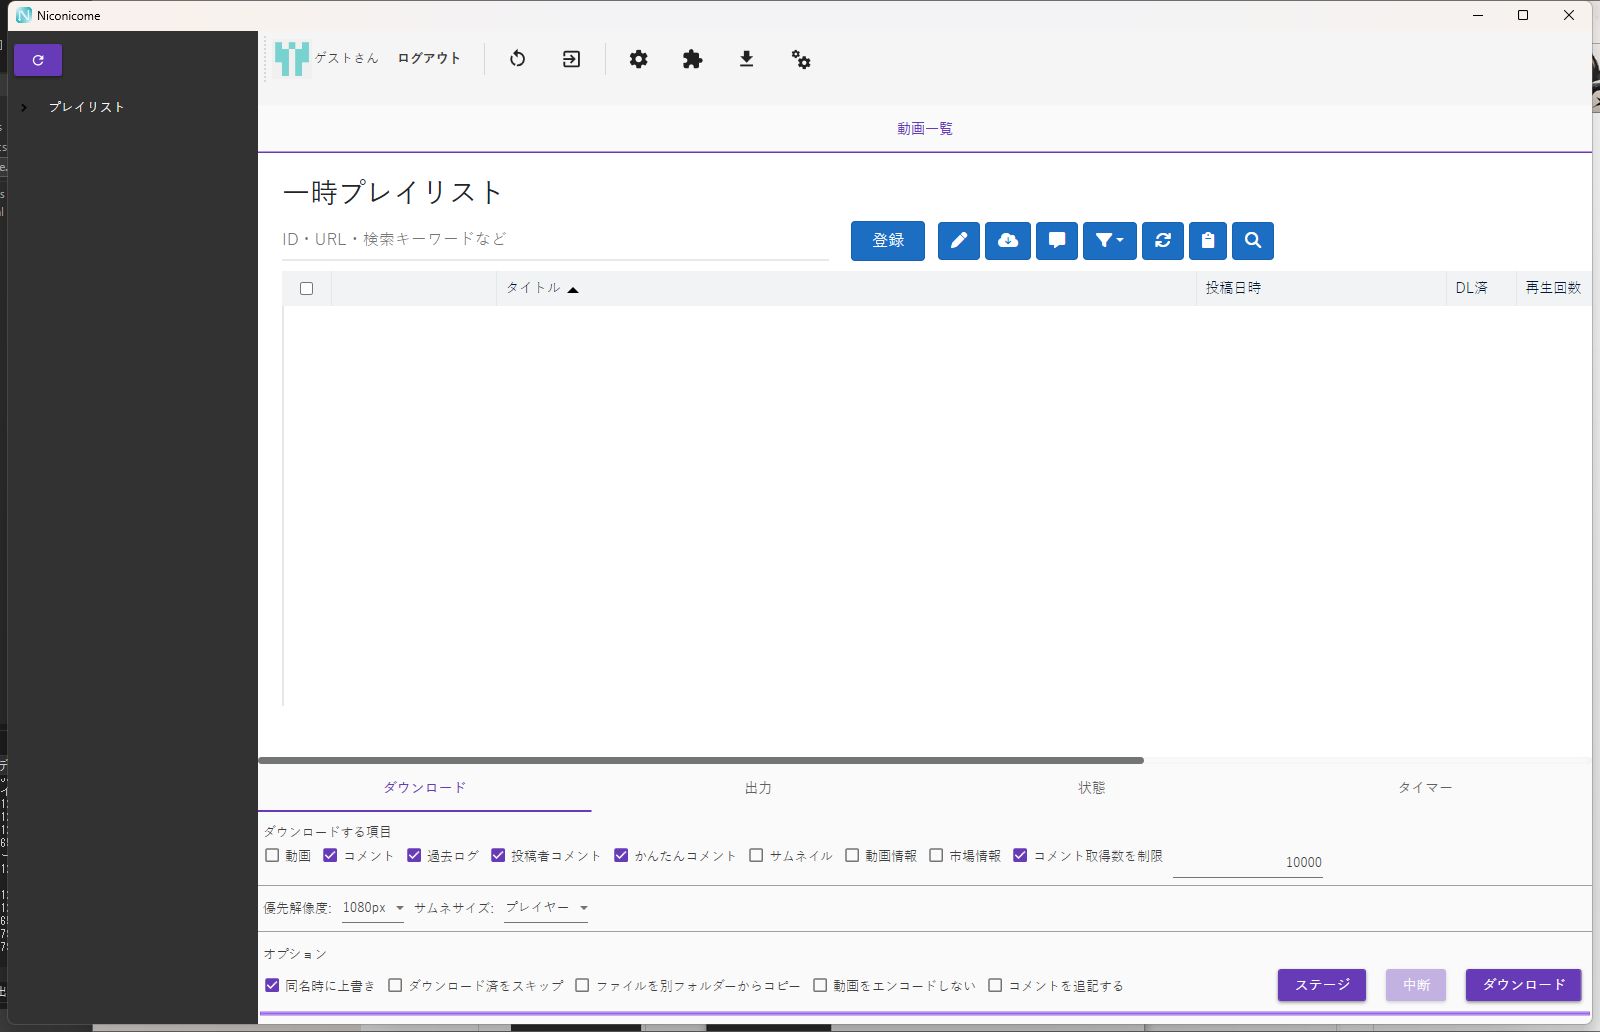 Niconicome
ゲストさん ログアウト
プレイリスト
動画一覧
一時プレイリスト
ID・URL・検索キーワードなど 登録
タイトル 投稿日時 DL済 再生回数
ダウンロード 出力 状態 タイマー
ダウンロードする項目
動画 コメント 過去ログ 投稿者コメント かんたんコメント サムネイル 動画情報 市場情報 コメント取得数を制限 10000
優先解像度: 1080px サムネサイズ: プレイヤー
オプション
同名時に上書き ダウンロード済をスキップ ファイルを別フォルダーからコピー 動画をエンコードしない コメントを追記する ステージ 中断 ダウンロード